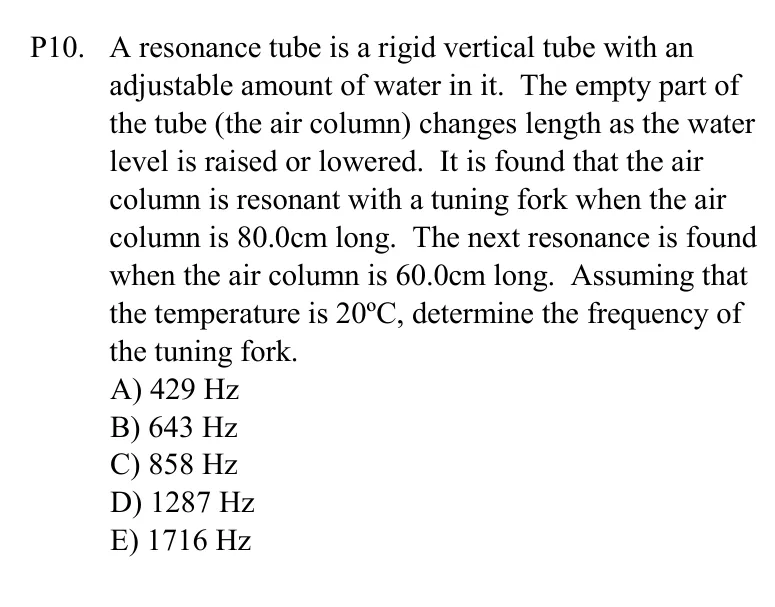 P10. A resonance tube is a rigid vertical tube with an
adjustable amount of water in it. The empty part of
the tube (the air column) changes length as the water
level is raised or lowered. It is found that the air
column is resonant with a tuning fork when the air
column is 80.0cm long. The next resonance is found
when the air column is 60.0cm long. Assuming that
the temperature is 20ºC, determine the frequency of
the tuning fork.
A) 429 Hz
B) 643 Hz
C) 858 Hz
D) 1287 Hz
E) 1716 Hz